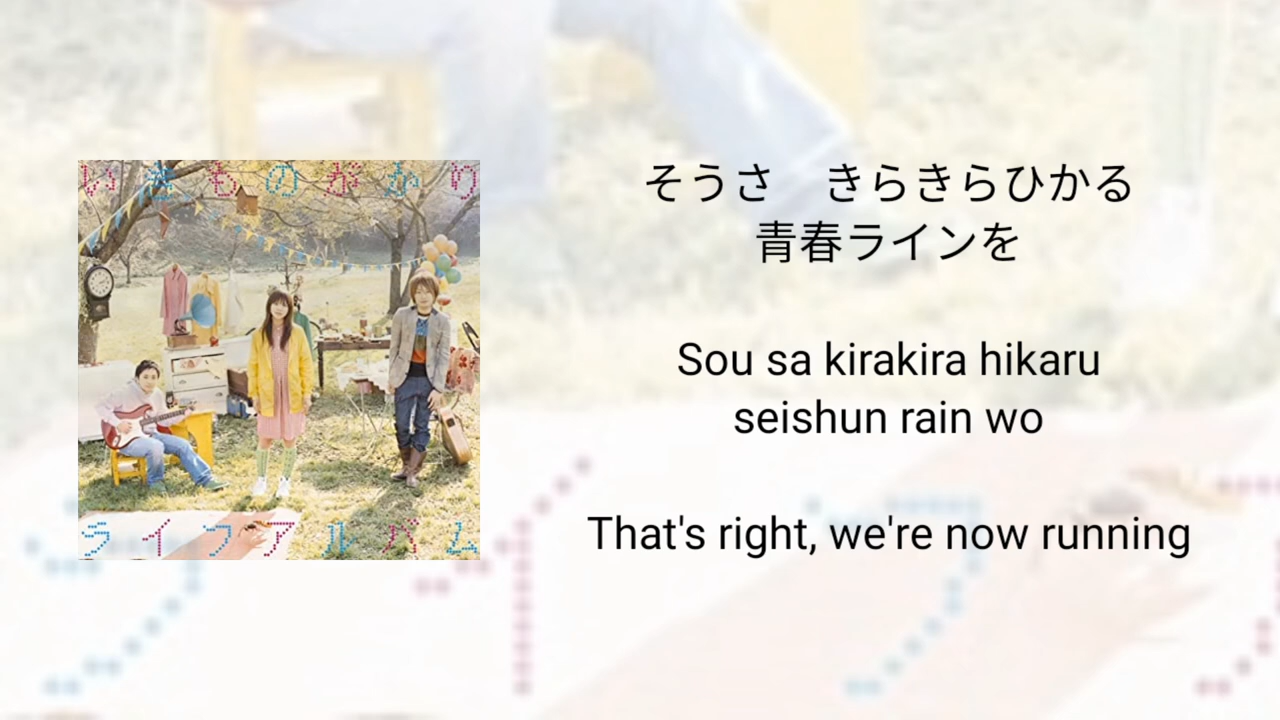 いきものがかり
ライフアルバム
そうさ　きらきらひかる
青春ラインを
Sou sa kirakira hikaru
seishun rain wo
That's right, we're now running